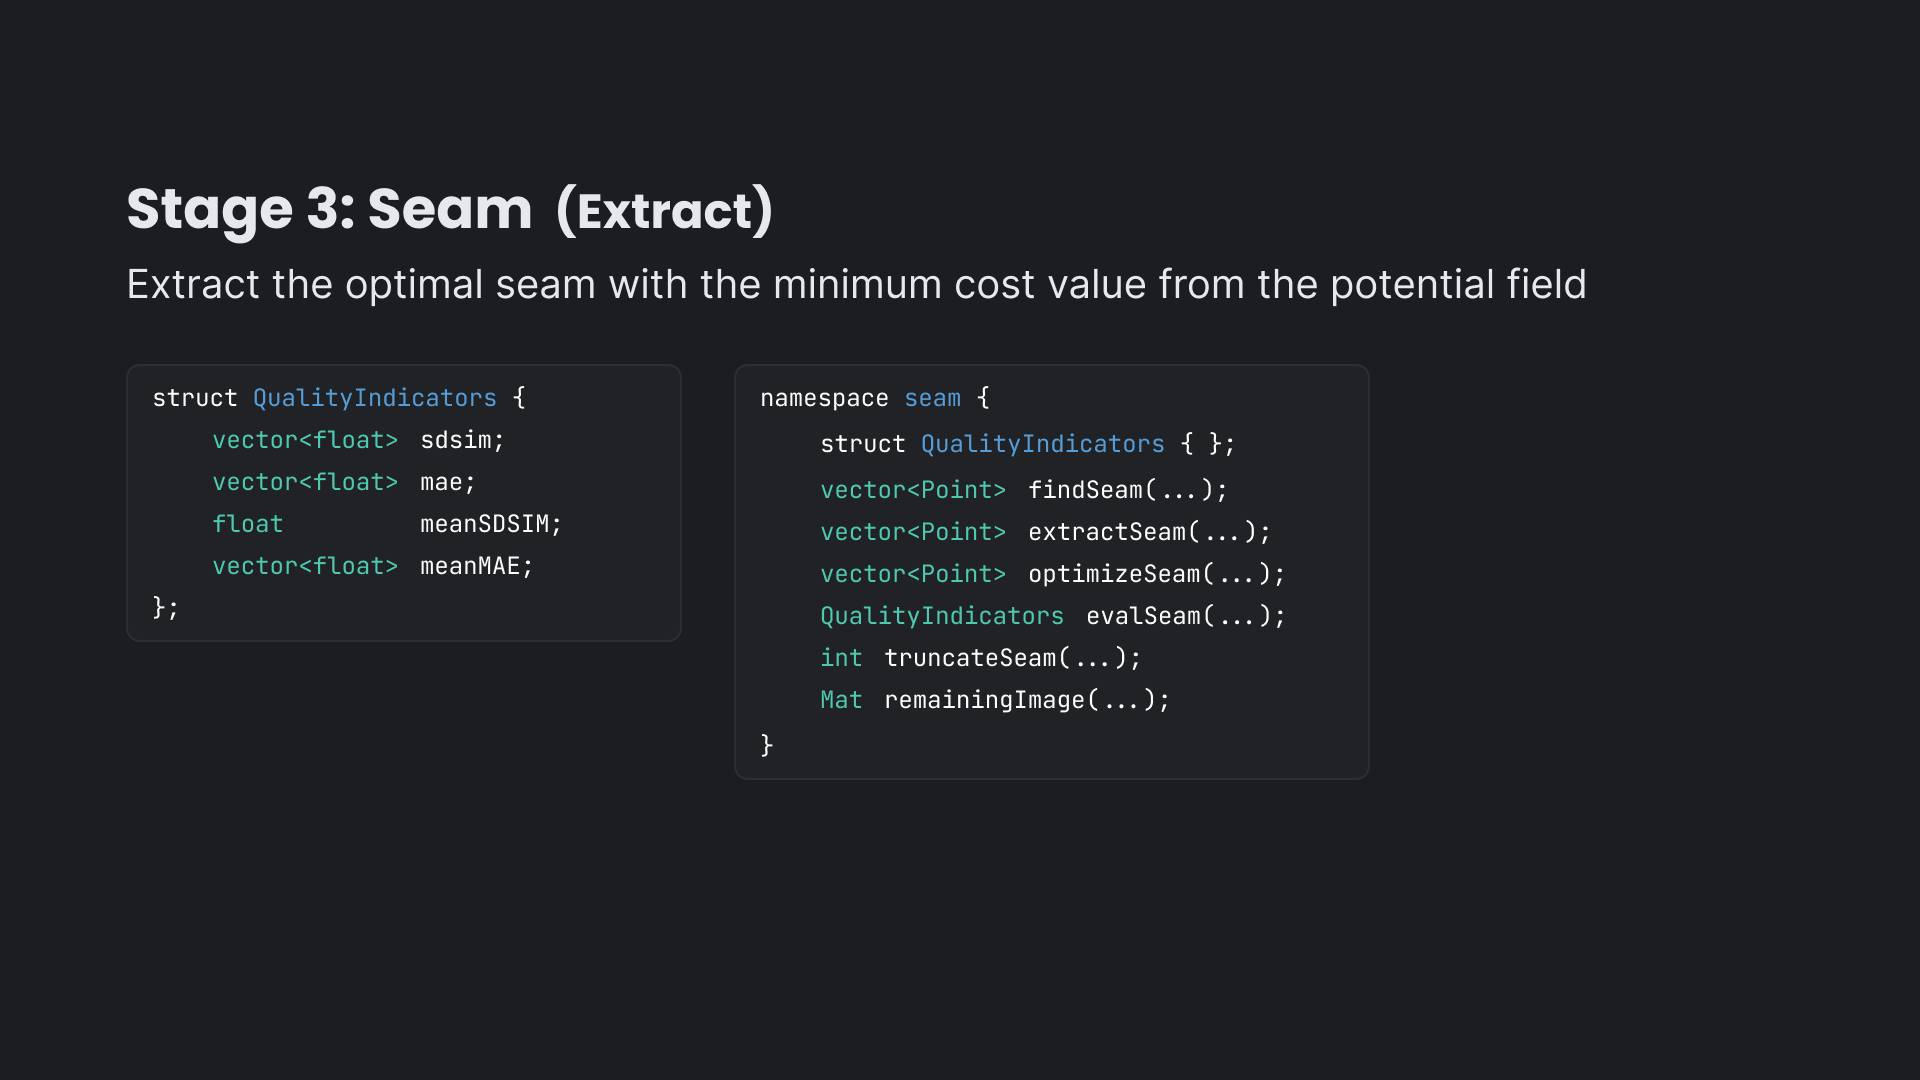 Stage 3: Seam (Extract)
Extract the optimal seam with the minimum cost value from the potential field
struct QualityIndicators {
vector<float> sdsim;
vector<float> mae;
float meanSDSIM;
vector<float> meanMAE;
};
namespace seam {
struct QualityIndicators { };
vector<Point> findSeam(...);
vector<Point> extractSeam(...);
vector<Point> optimizeSeam(...);
QualityIndicators evalSeam(...);
int truncateSeam(...);
Mat remainingImage(...);
}